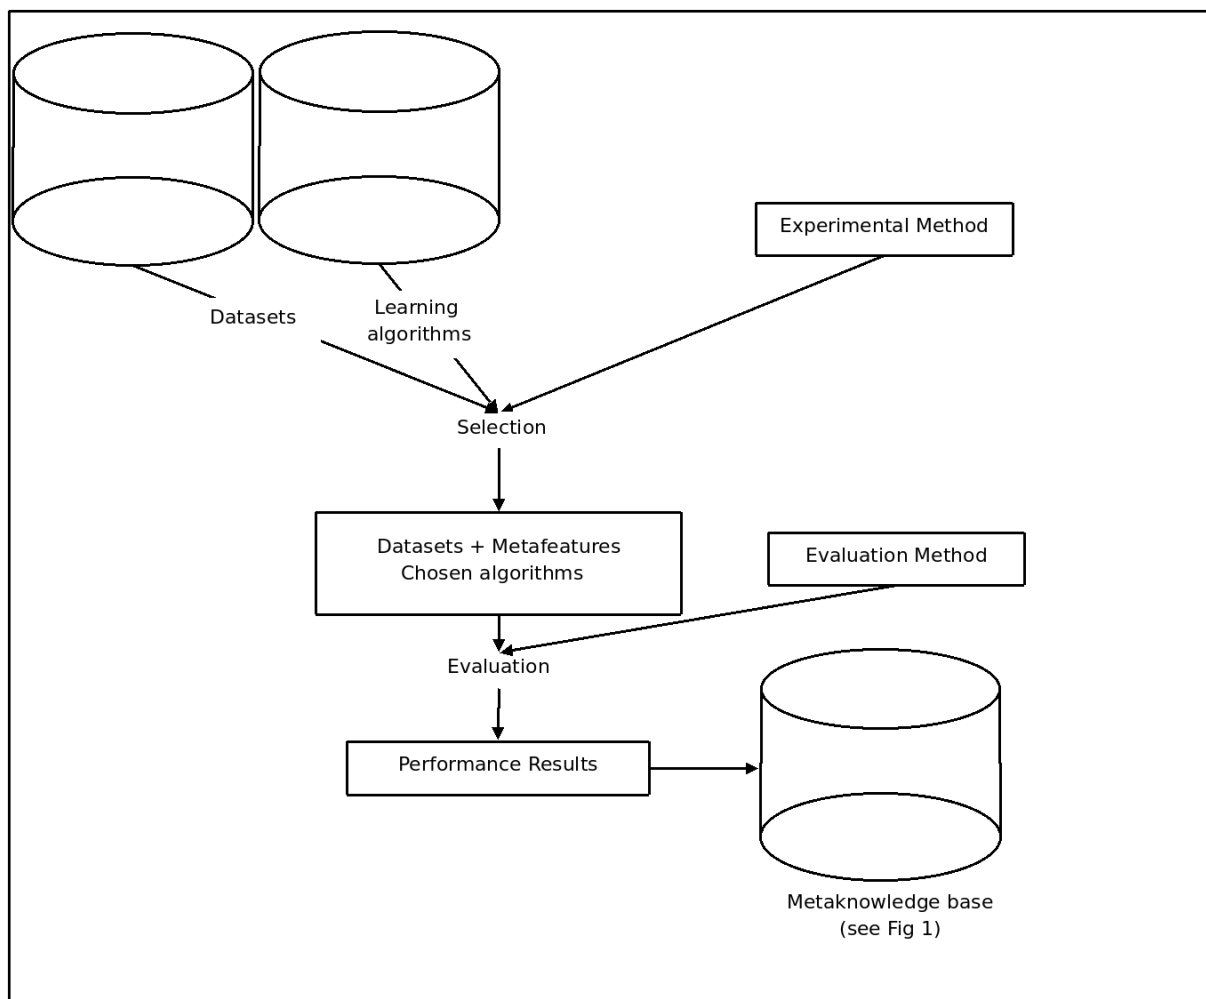 Experimental Method
Datasets
Learning
algorithms
Selection
Datasets + Metafeatures
Chosen algorithms
Evaluation Method
Evaluation
Performance Results
Metaknowledge base
(see Fig 1)